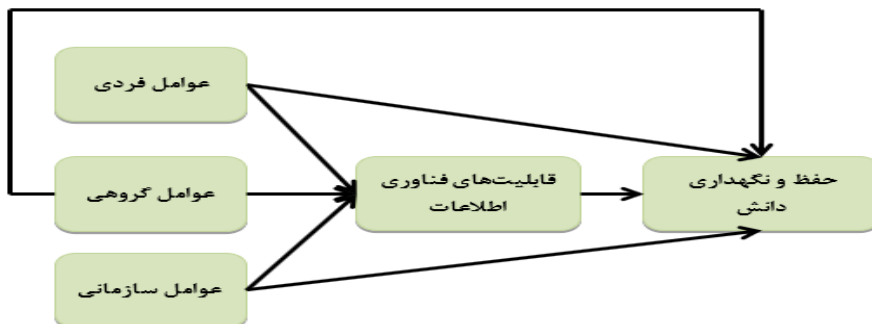 عوامل فردی
عوامل گروهی
عوامل سازمانی
قابلیت‌های فناوری
اطلاعات
حفظ و نگهداری
دانش